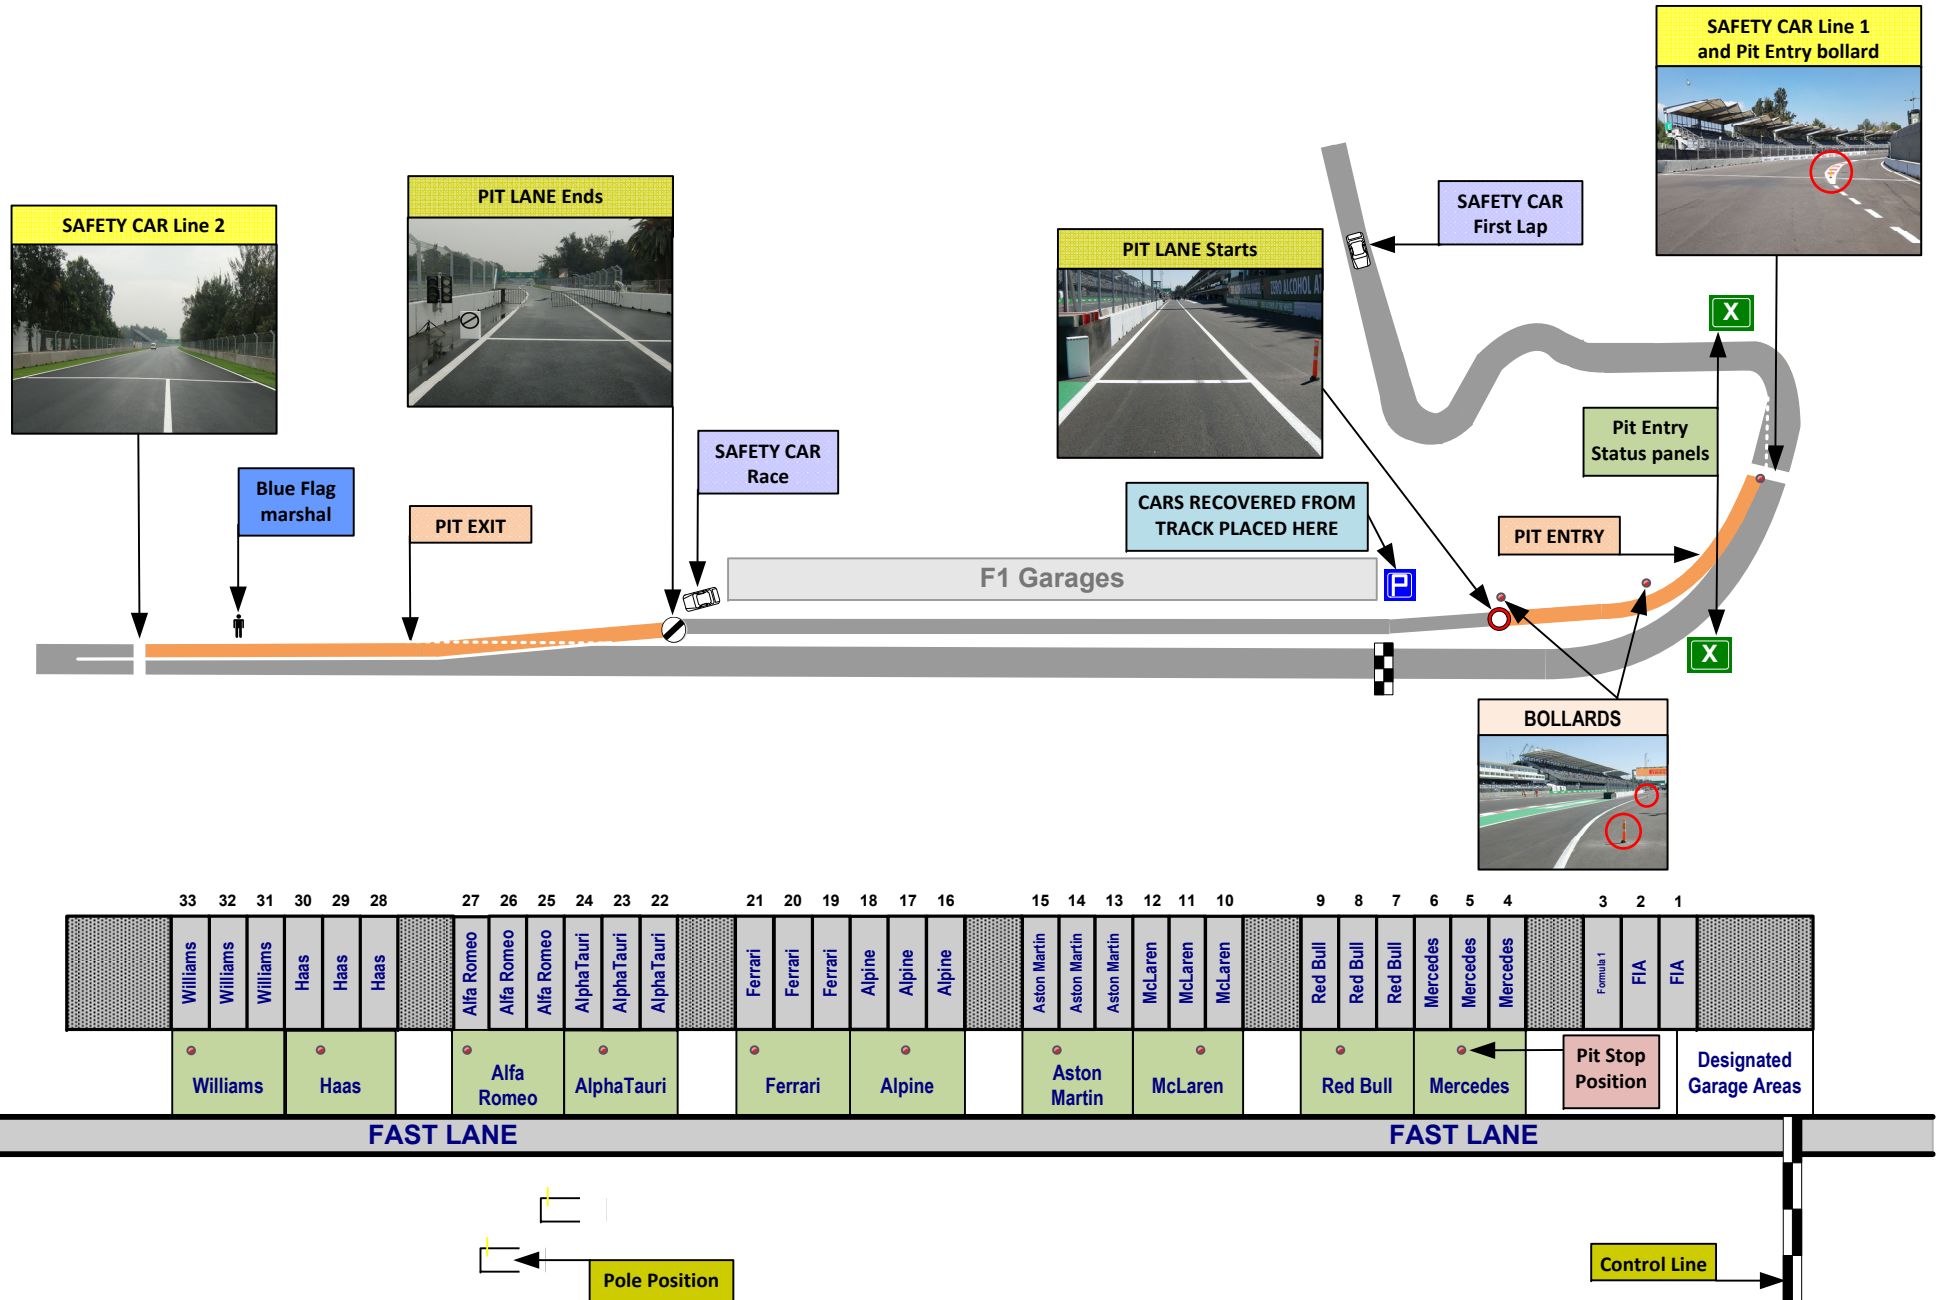 SAFETY CAR Line 1
and Pit Entry bollard
PIT LANE Ends
SAFETY CAR
First Lap
SAFETY CAR Line 2
PIT LANE Starts
ZERO ALCOHOL
X
Pit Entry
Status panels
SAFETY CAR
Race
Blue Flag
marshal
PIT EXIT
CARS RECOVERED FROM
TRACK PLACED HERE
PIT ENTRY
F1 Garages
P
X
BOLLARDS
33 32 31 30 29 28 27 26 25 24 23 22 21 20 19 18 17 16 15 14 13 12 11 10 9 8 7 6 5 4 3 2 1
Williams Williams Williams Haas Haas Haas Alfa Romeo Alfa Romeo Alfa Romeo AlphaTauri AlphaTauri AlphaTauri Ferrari Ferrari Ferrari Alpine Alpine Alpine Aston Martin Aston Martin Aston Martin McLaren McLaren McLaren Red Bull Red Bull Red Bull Mercedes Mercedes Mercedes Formula 1 FIA FIA
Williams
Haas
Alfa
Romeo
AlphaTauri
Ferrari
Alpine
Aston
Martin
McLaren
Red Bull
Mercedes
Pit Stop
Position
Designated
Garage Areas
FAST LANE FAST LANE
Pole Position
Control Line